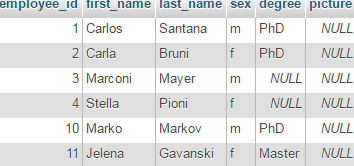 employee_id first_name last_name sex degree picture
1 Carlos Santana m PhD NULL
2 Carla Bruni f PhD NULL
3 Marconi Mayer m NULL NULL
4 Stella Pioni f NULL NULL
10 Marko Markov m PhD NULL
11 Jelena Gavanski f Master NULL